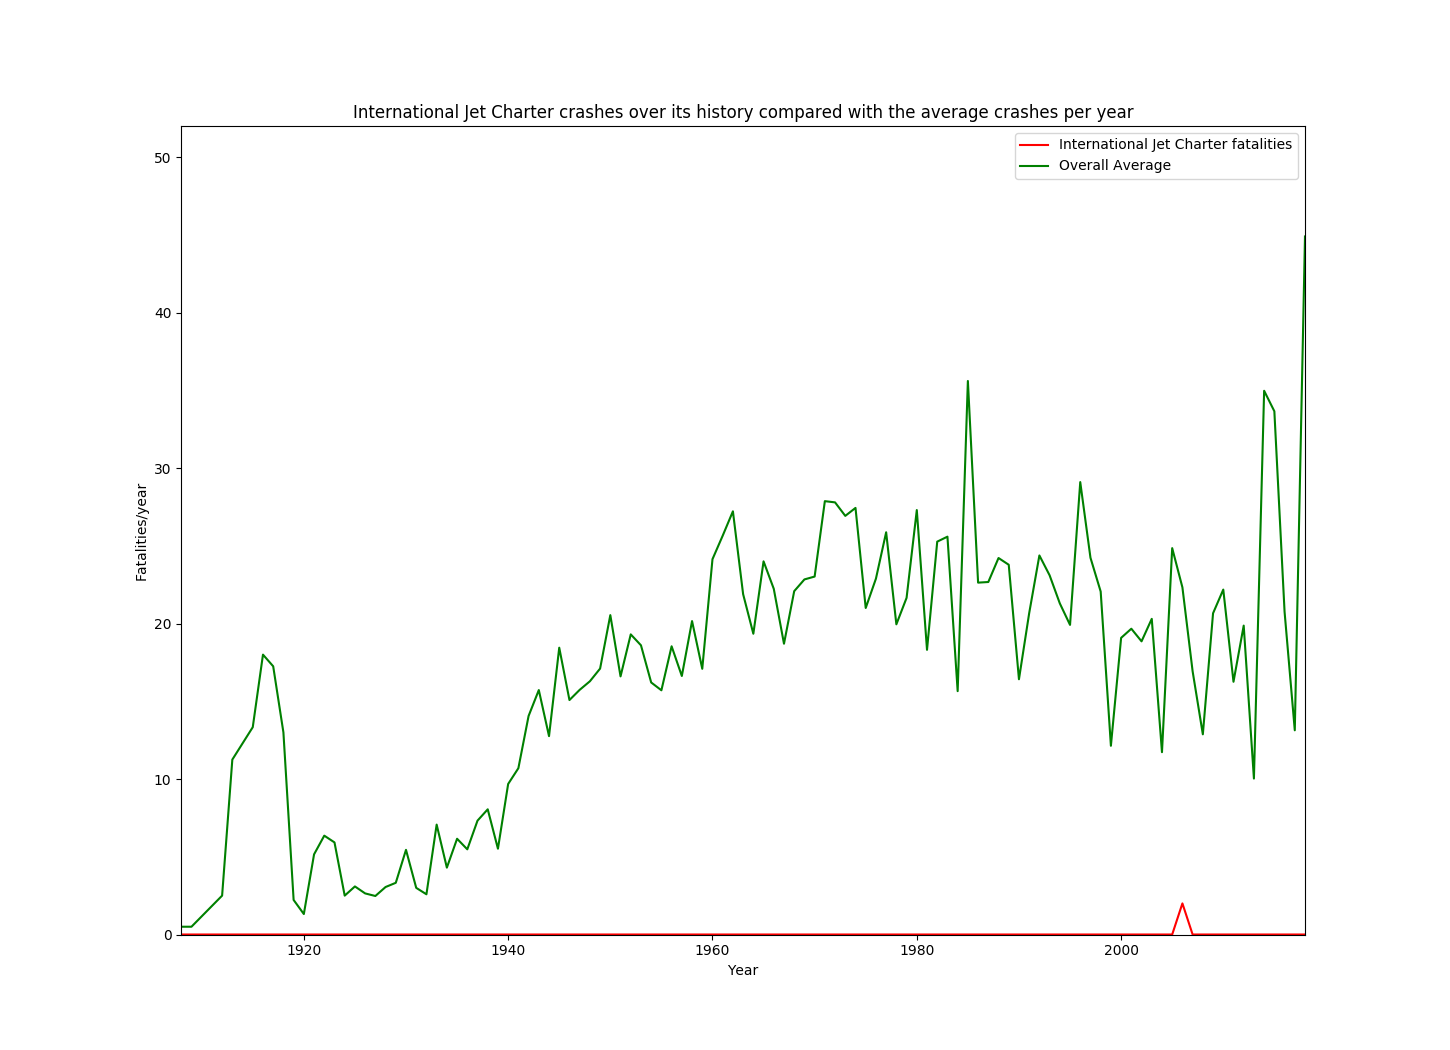 International Jet Charter crashes over its history compared with the average crashes per year
International Jet Charter fatalities
Overall Average
50
40
30
20
10
0
Fatalities/year
1920 1940 1960 1980 2000
Year